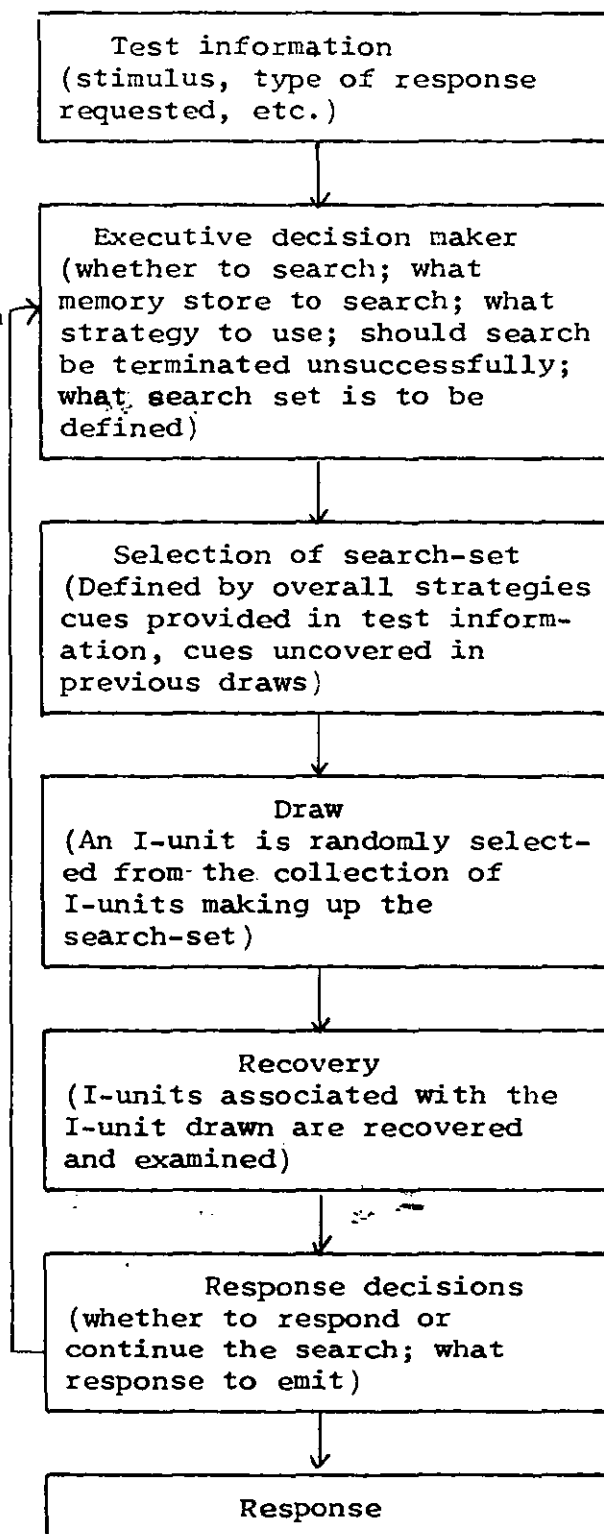 Test information
(stimulus, type of response
requested, etc.)
Executive decision maker
(whether to search; what
memory store to search; what
strategy to use; should search
be terminated unsuccessfully;
what search set is to be
defined)
Selection of search-set
(Defined by overall strategies
cues provided in test inform-
ation, cues uncovered in
previous draws)
Draw
(An I-unit is randomly select-
ed from the collection of
I-units making up the
search-set)
Recovery
(I-units associated with the
I-unit drawn are recovered
and examined)
Response decisions
(whether to respond or
continue the search; what
response to emit)
Response